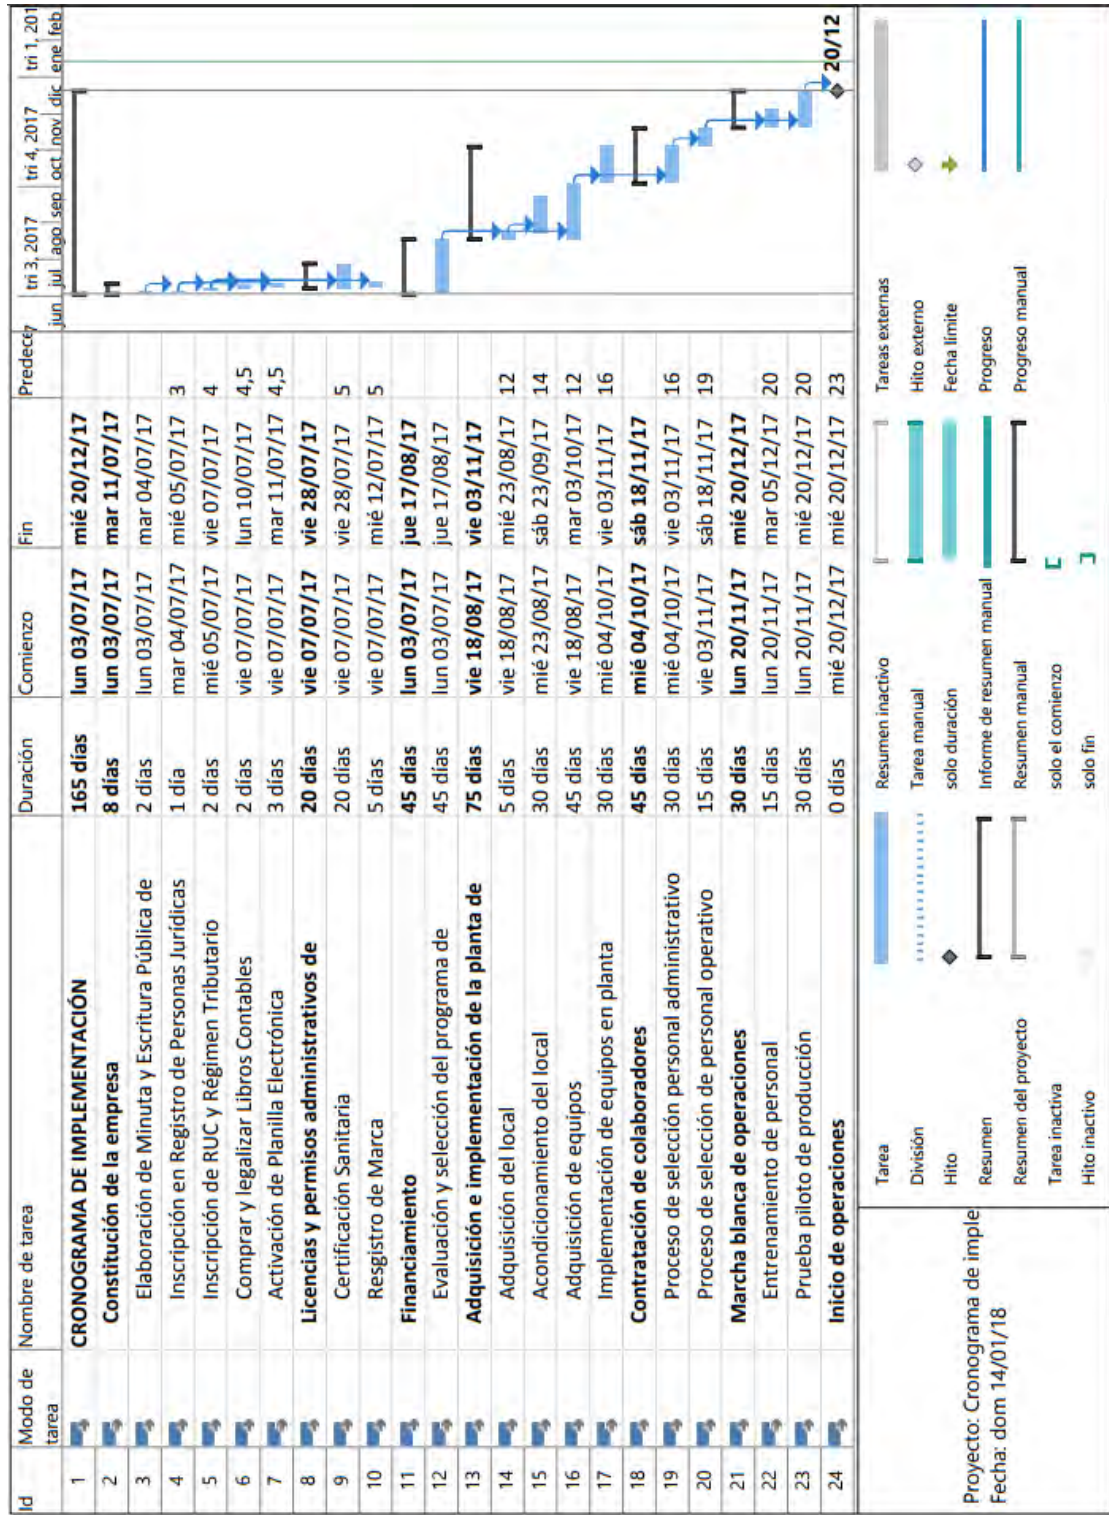 Id Modo de tarea Nombre de tarea Duración Comienzo Fin Predece
tri 3, 2017 tri 4, 2017 tri 1, 201
jun jul ago sep oct nov dic ene feb
1 CRONOGRAMA DE IMPLEMENTACIÓN 165 días lun 03/07/17 mié 20/12/17
2 Constitución de la empresa 8 días lun 03/07/17 mar 11/07/17
3 Elaboración de Minuta y Escritura Pública de 2 días lun 03/07/17 mar 04/07/17
4 Inscripción en Registro de Personas Jurídicas 1 día mar 04/07/17 mié 05/07/17 3
5 Inscripción de RUC y Régimen Tributario 2 días mié 05/07/17 vie 07/07/17 4
6 Comprar y legalizar Libros Contables 2 días vie 07/07/17 lun 10/07/17 4,5
7 Activación de Planilla Electrónica 3 días vie 07/07/17 mar 11/07/17 4,5
8 Licencias y permisos administrativos de 20 días vie 07/07/17 vie 28/07/17
9 Certificación Sanitaria 20 días vie 07/07/17 vie 28/07/17 5
10 Resgistro de Marca 5 días vie 07/07/17 mié 12/07/17 5
11 Financiamiento 45 días lun 03/07/17 jue 17/08/17
12 Evaluación y selección del programa de 45 días lun 03/07/17 jue 17/08/17
13 Adquisición e implementación de la planta de 75 días vie 18/08/17 vie 03/11/17
14 Adquisición del local 5 días vie 18/08/17 mié 23/08/17 12
15 Acondicionamiento del local 30 días mié 23/08/17 sáb 23/09/17 14
16 Adquisición de equipos 45 días vie 18/08/17 mar 03/10/17 12
17 Implementación de equipos en planta 30 días mié 04/10/17 vie 03/11/17 16
18 Contratación de colaboradores 45 días mié 04/10/17 sáb 18/11/17
19 Proceso de selección personal administrativo 30 días mié 04/10/17 vie 03/11/17 16
20 Proceso de selección de personal operativo 15 días vie 03/11/17 sáb 18/11/17 19
21 Marcha blanca de operaciones 30 días lun 20/11/17 mié 20/12/17
22 Entrenamiento de personal 15 días lun 20/11/17 mar 05/12/17 20
23 Prueba piloto de producción 30 días lun 20/11/17 mié 20/12/17 20
24 Inicio de operaciones 0 días mié 20/12/17 mié 20/12/17 23 20/12
Proyecto: Cronograma de imple
Fecha: dom 14/01/18
Tarea Resumen inactivo Tareas externas
División Tarea manual Hito externo
Hito solo duración Fecha límite
Resumen Informe de resumen manual Progreso
Resumen del proyecto Resumen manual Progreso manual
Tarea inactiva solo el comienzo
Hito inactivo solo fin